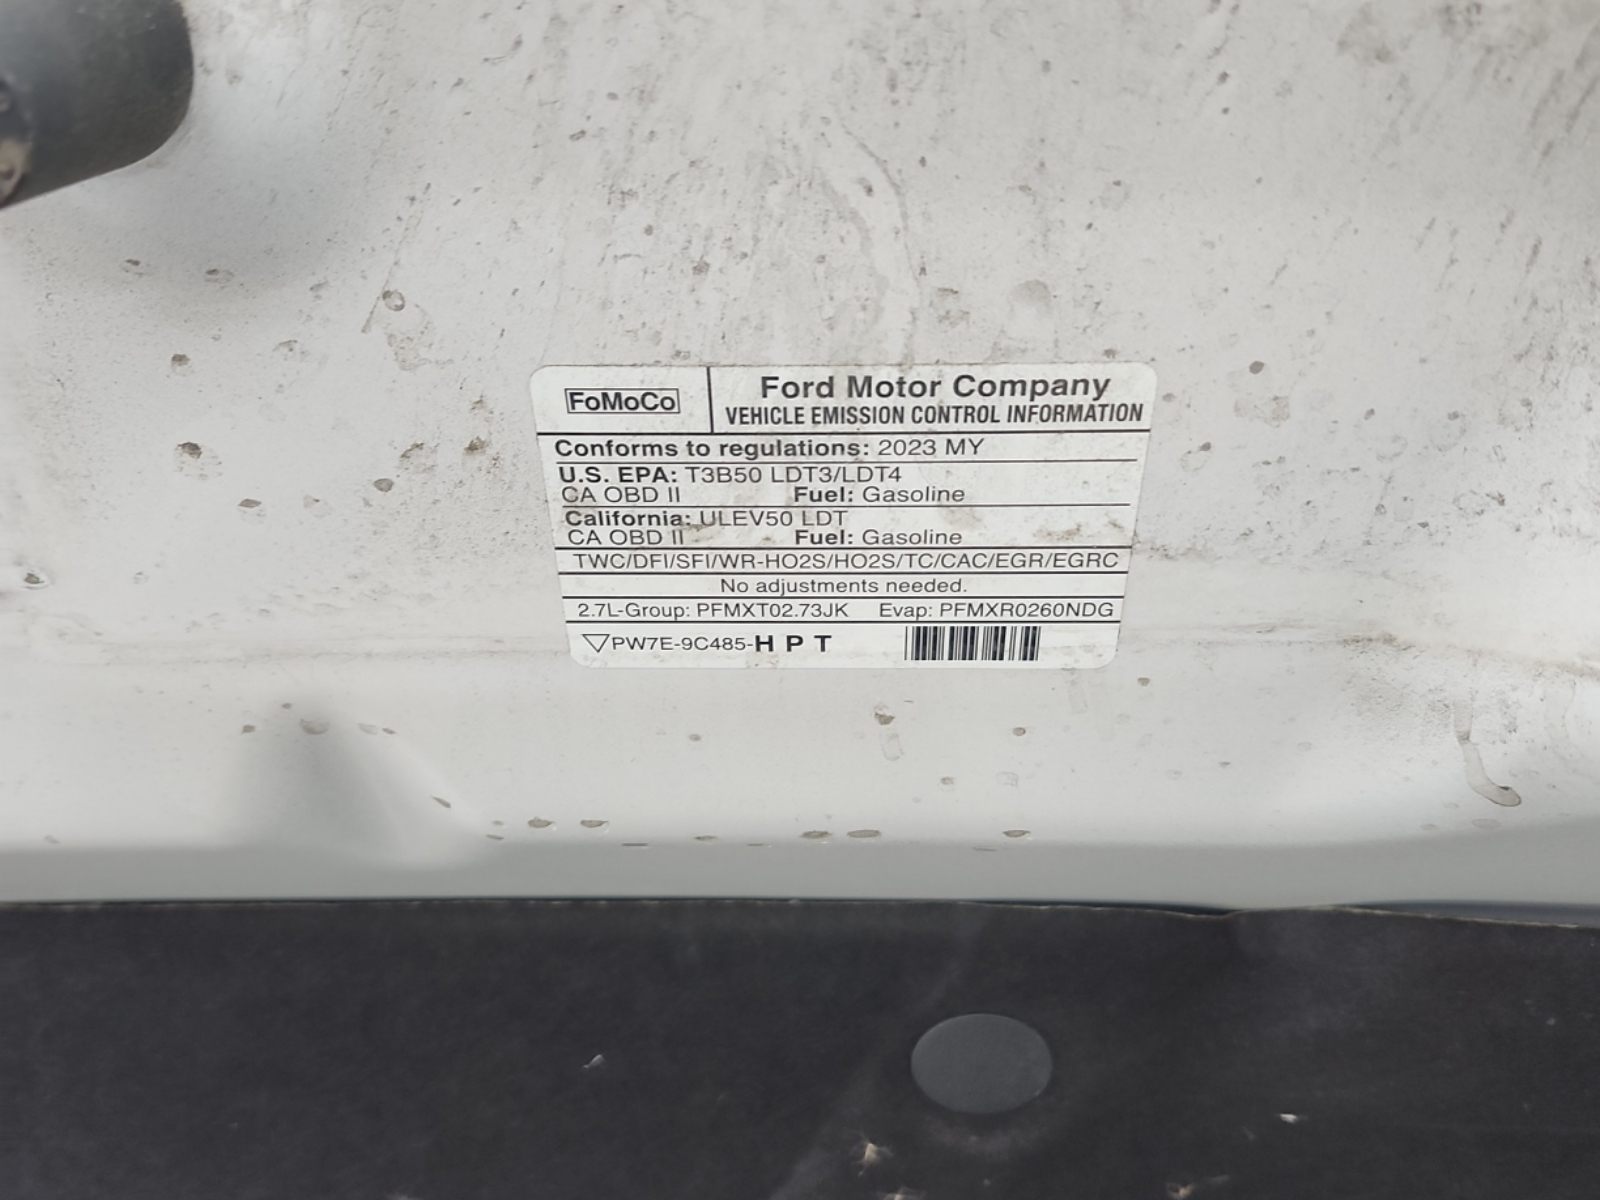 FoMoCo
Ford Motor Company
VEHICLE EMISSION CONTROL INFORMATION
Conforms to regulations: 2023 MY
U.S. EPA: T3B50 LDT3/LDT4
CA OBD II Fuel: Gasoline
California: ULEV50 LDT
CA OBD II Fuel: Gasoline
TWC/DFI/SFI/WR-HO2S/HO2S/TC/CAC/EGR/EGRC
No adjustments needed.
2.7L-Group: PFMXT02.73JK Evap: PFMXR0260NDG
PW7E-9C485-H P T